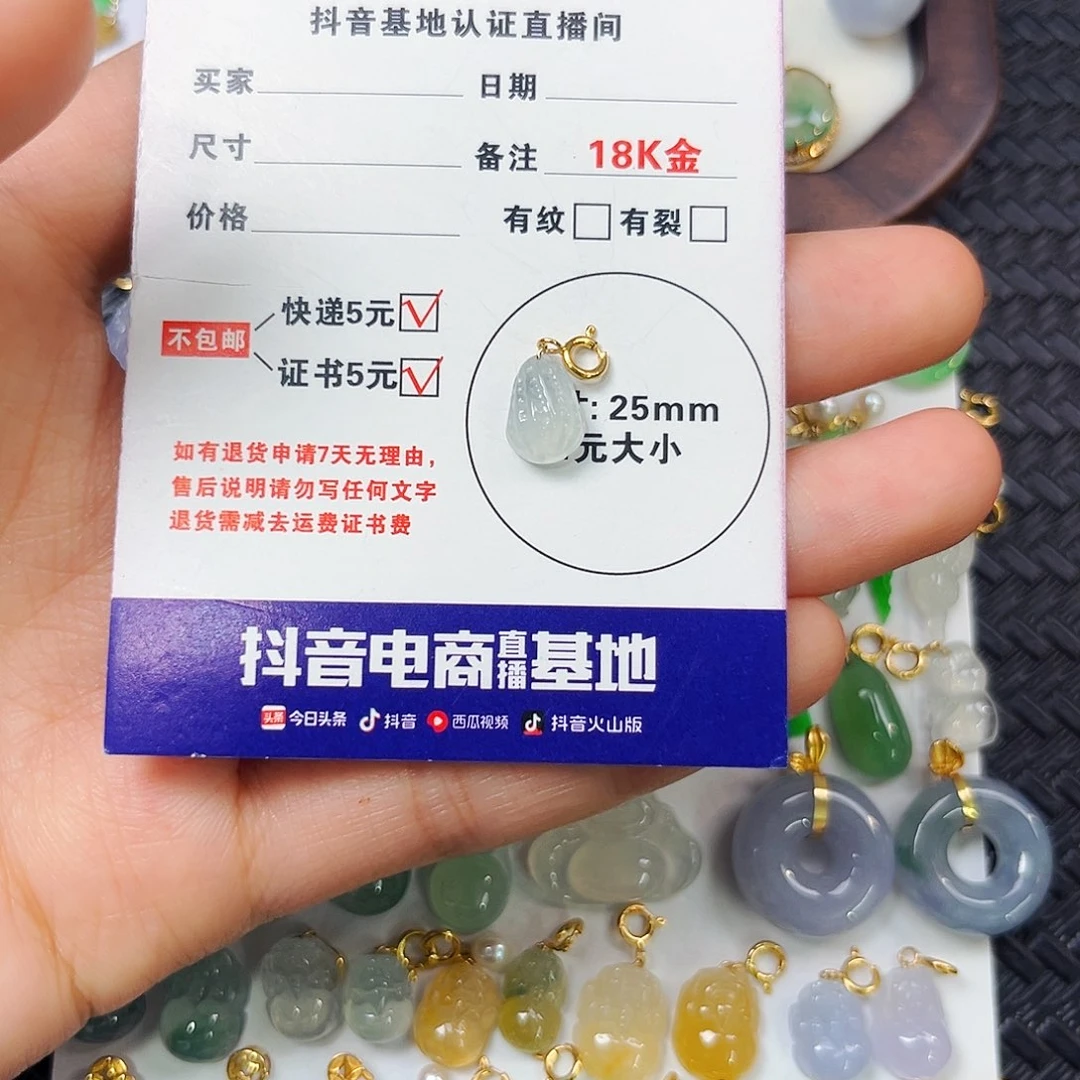 抖音基地认证直播间
买家 日期
尺寸 备注 18K金
价格 有纹 有裂
不包邮
快递5元
证书5元
: 25mm
元大小
如有退货申请7天无理由，
售后说明请勿写任何文字
退货需减去运费证书费
抖音电商直播基地
头条 今日头条 抖音 西瓜视频 抖音火山版